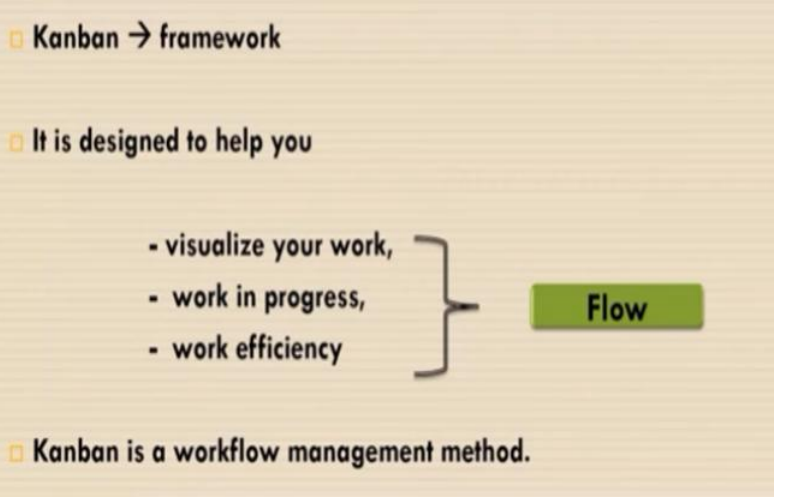 Kanban → framework
It is designed to help you
- visualize your work,
- work in progress,
- work efficiency
Flow
Kanban is a workflow management method.